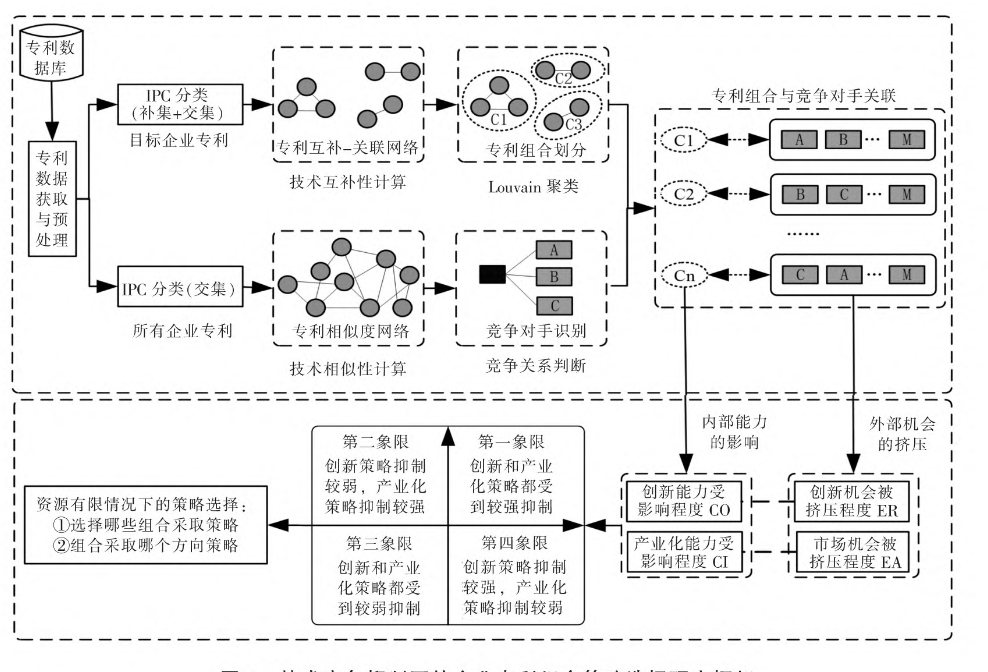 专利数
据库
专利
数据
获取
与预
处理
IPC 分类
(补集+交集)
目标企业专利
专利互补-关联网络
技术互补性计算
C1
C2
C3
专利组合划分
Louvain 聚类
IPC 分类(交集)
所有企业专利
专利相似度网络
技术相似性计算
A
B
C
竞争对手识别
竞争关系判断
专利组合与竞争对手关联
C1 A B … M
C2 B C … M
……
Cn C A … M
内部能力
的影响
外部机会
的挤压
创新能力受
影响程度 CO
产业化能力受
影响程度 CI
创新机会被
挤压程度 ER
市场机会被
挤压程度 EA
第二象限
创新策略抑制
较弱，产业化
策略抑制较强
第一象限
创新和产业
化策略都受
到较强抑制
第三象限
创新和产业
化策略都受
到较弱抑制
第四象限
创新策略抑制
较强，产业化
策略抑制较弱
资源有限情况下的策略选择：
①选择哪些组合采取策略
②组合采取哪个方向策略